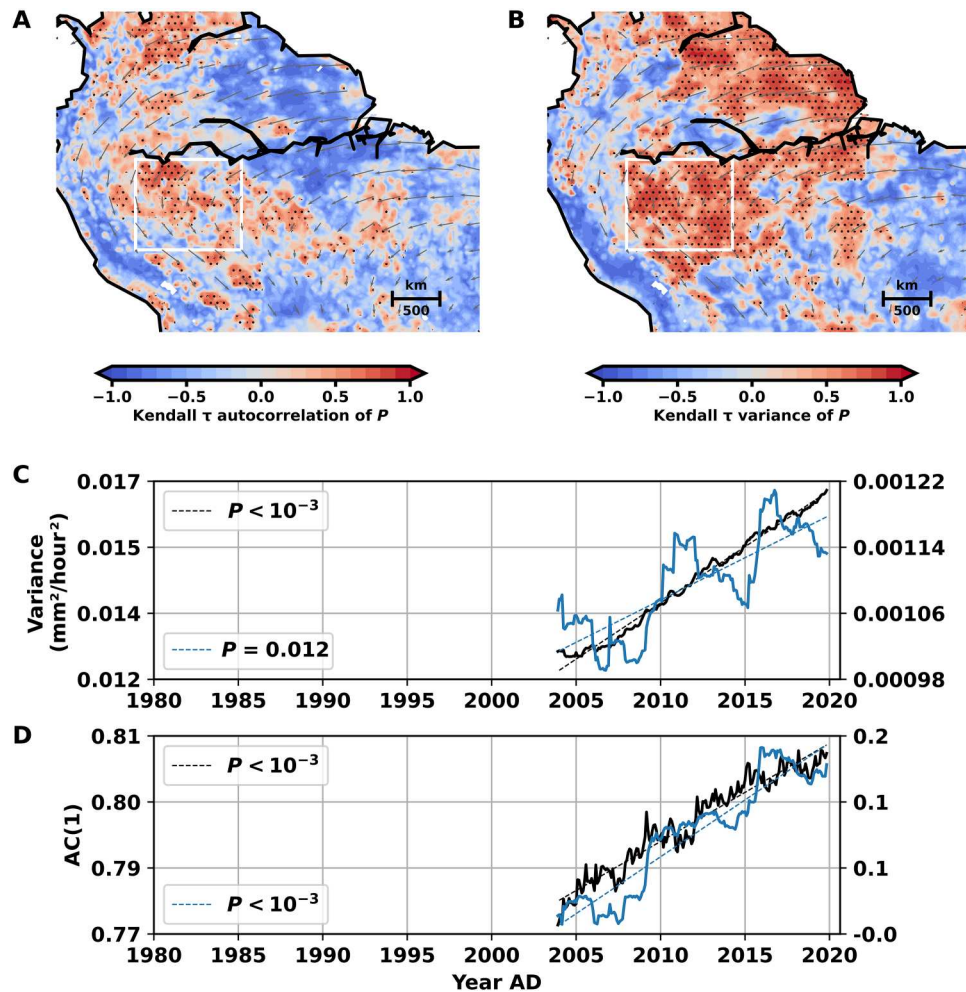 A
B
km
500
km
500
−1.0 −0.5 0.0 0.5 1.0
Kendall τ autocorrelation of P
−1.0 −0.5 0.0 0.5 1.0
Kendall τ variance of P
C
0.017
0.015
0.014
0.012
Variance
(mm²/hour²)
P < 10⁻³
P = 0.012
0.00122
0.00114
0.00106
0.00098
1980 1985 1990 1995 2000 2005 2010 2015 2020
D
0.81
0.80
0.79
0.77
AC(1)
P < 10⁻³
P < 10⁻³
0.2
0.1
0.1
-0.0
1980 1985 1990 1995 2000 2005 2010 2015 2020
Year AD